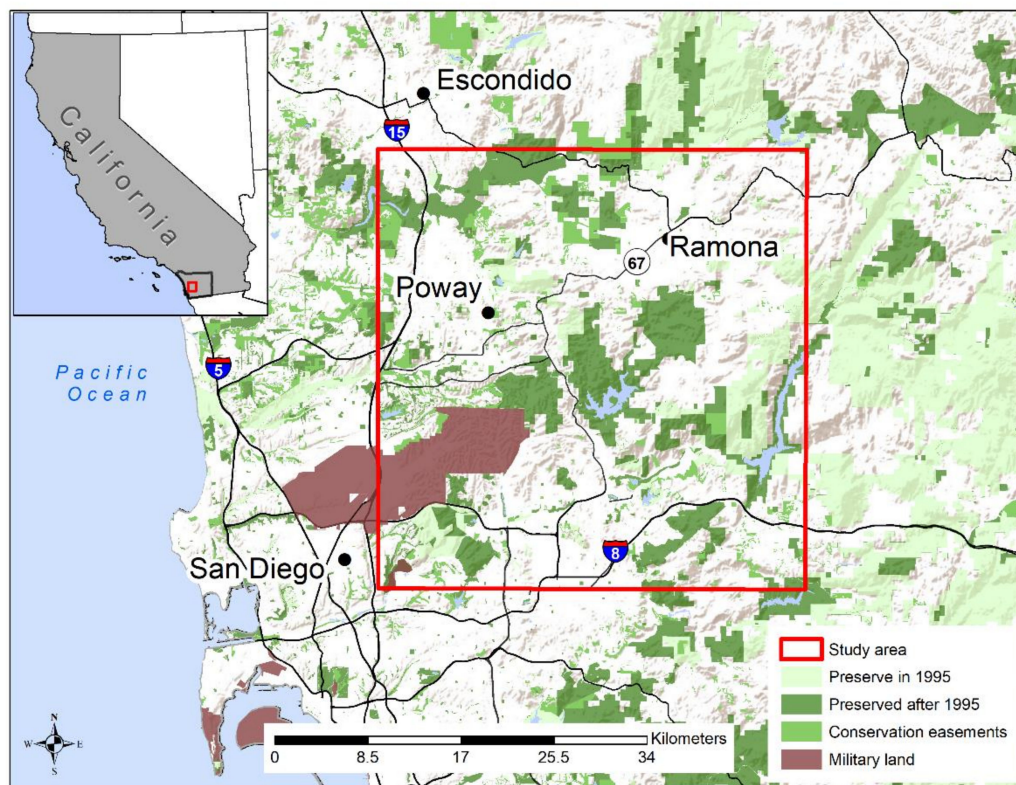 California
Escondido
15
Ramona
67
Poway
5
Pacific
Ocean
San Diego
8
Study area
Preserve in 1995
Preserved after 1995
Conservation easements
Military land
N
W E
S
Kilometers
0 8.5 17 25.5 34